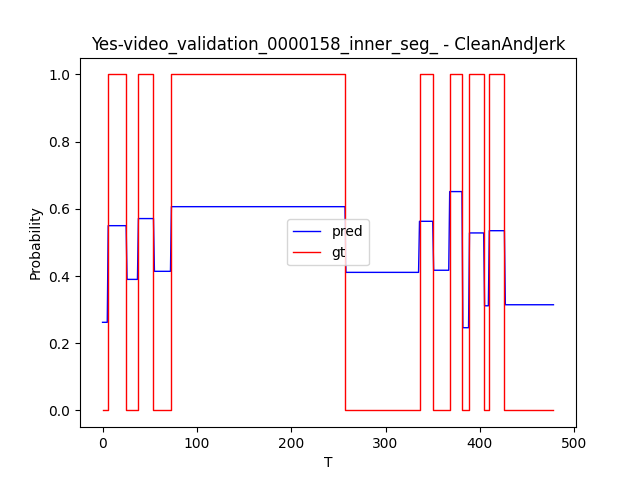 Yes-video_validation_0000158_inner_seg_ - CleanAndJerk
1.0
0.8
0.6
0.4
0.2
0.0
Probability
pred
gt
0
100
200
300
400
500
T